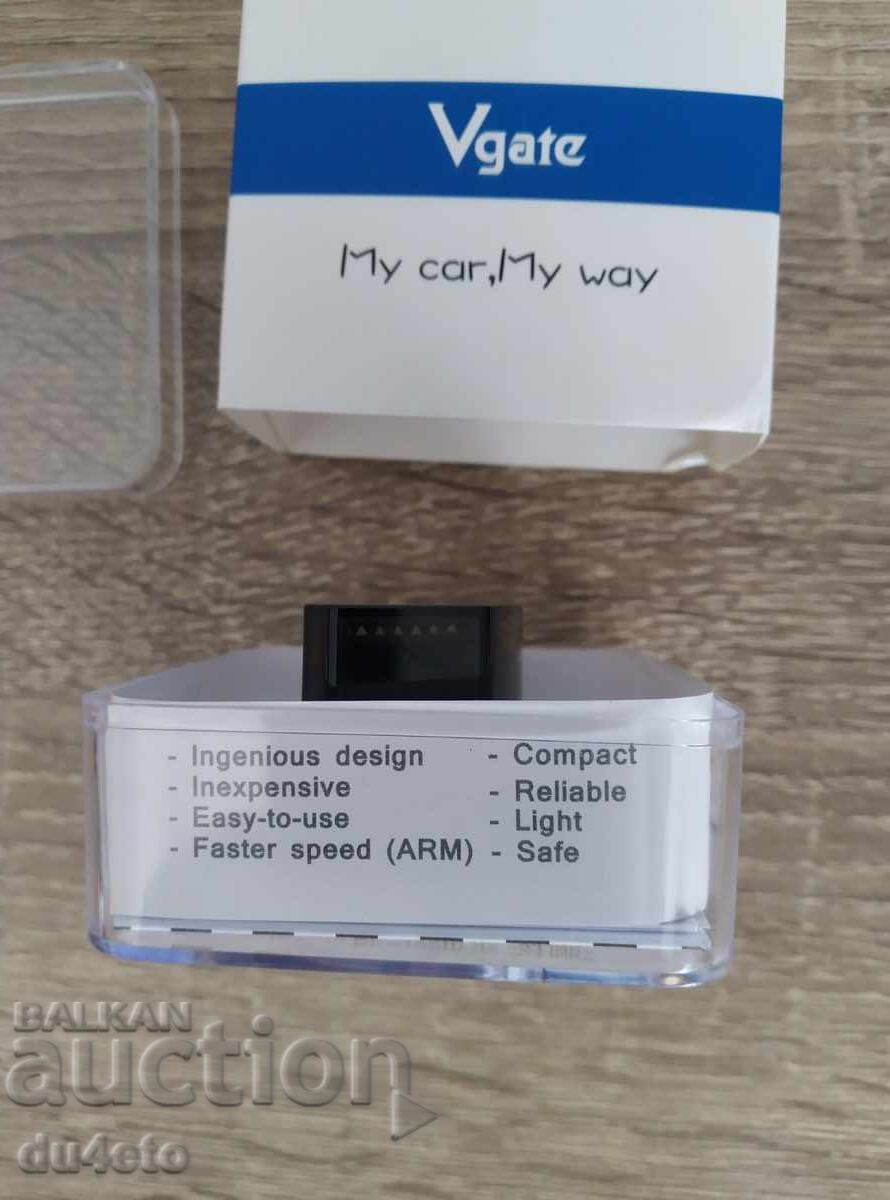 Vgate
My car,My way
- Ingenious design
- Inexpensive
- Easy-to-use
- Faster speed (ARM)
- Compact
- Reliable
- Light
- Safe
BALKAN
auction
du4eto